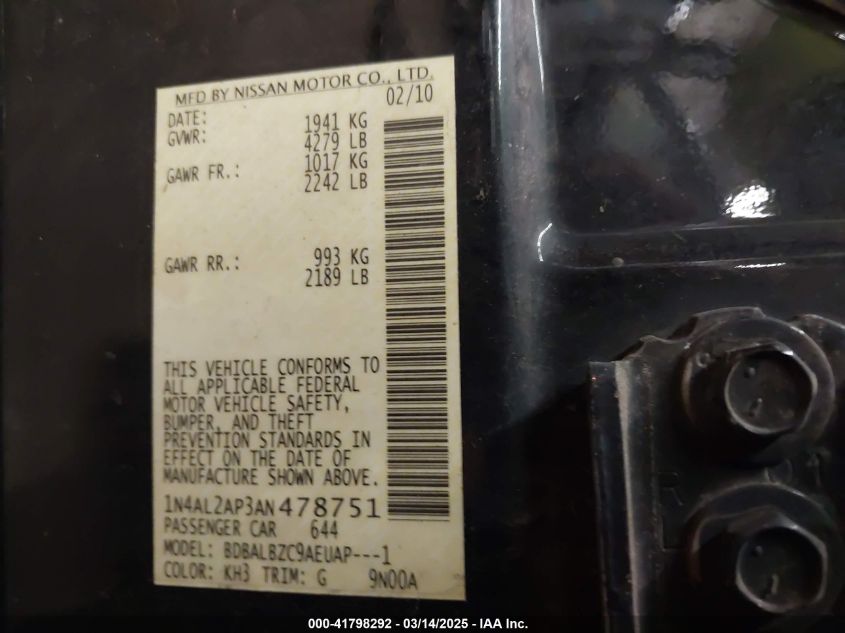 MFD BY NISSAN MOTOR CO., LTD.
DATE: 02/10
GVWR: 1941 KG
4279 LB
GAWR FR.: 1017 KG
2242 LB
GAWR RR.: 993 KG
2189 LB
THIS VEHICLE CONFORMS TO
ALL APPLICABLE FEDERAL
MOTOR VEHICLE SAFETY,
BUMPER, AND THEFT
PREVENTION STANDARDS IN
EFFECT ON THE DATE OF
MANUFACTURE SHOWN ABOVE.
1N4AL2AP3AN478751
PASSENGER CAR 644
MODEL: BDBALBZC9AEUAP---1
COLOR: KH3 TRIM: G 9N00A
R
L
000-41798292 - 03/14/2025 - IAA Inc.